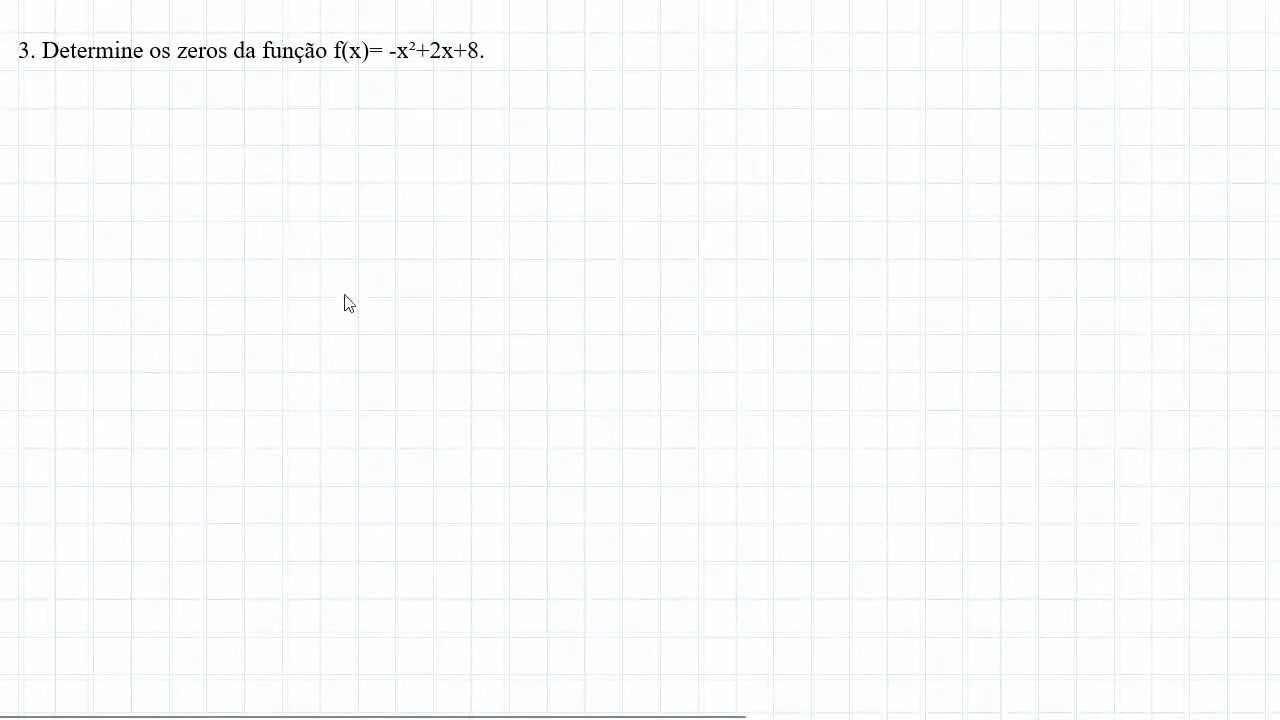 3. Determine os zeros da função f(x)= -x²+2x+8.